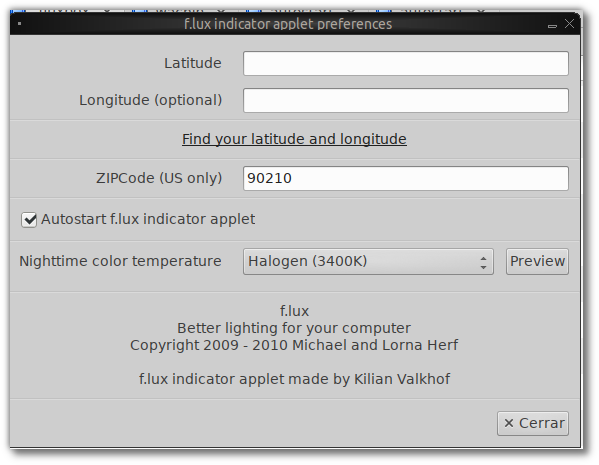 f.lux indicator applet preferences
Latitude
Longitude (optional)
Find your latitude and longitude
ZIPCode (US only) 90210
Autostart f.lux indicator applet
Nighttime color temperature Halogen (3400K) Preview
f.lux
Better lighting for your computer
Copyright 2009 - 2010 Michael and Lorna Herf
f.lux indicator applet made by Kilian Valkhof
Cerrar